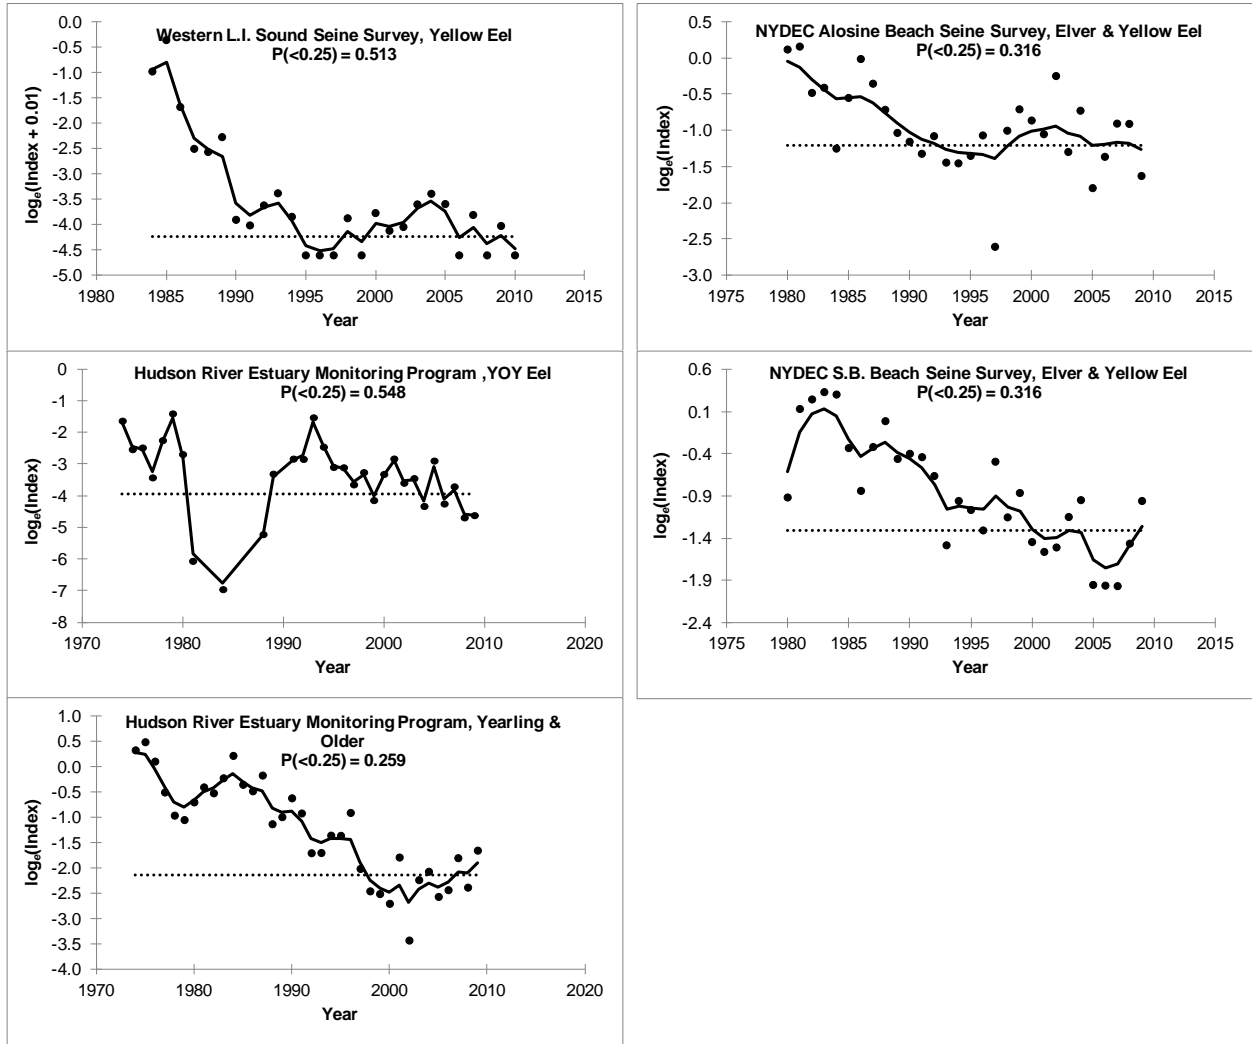 Western L.I. Sound Seine Survey, Yellow Eel
P(<0.25) = 0.513
loge(Index + 0.01)
0.0
-0.5
-1.0
-1.5
-2.0
-2.5
-3.0
-3.5
-4.0
-4.5
-5.0
1980 1985 1990 1995 2000 2005 2010 2015
Year
NYDEC Alosine Beach Seine Survey, Elver & Yellow Eel
P(<0.25) = 0.316
loge(Index)
0.5
0.0
-0.5
-1.0
-1.5
-2.0
-2.5
-3.0
1975 1980 1985 1990 1995 2000 2005 2010 2015
Year
Hudson River Estuary Monitoring Program ,YOY Eel
P(<0.25) = 0.548
loge(Index)
0
-1
-2
-3
-4
-5
-6
-7
-8
1970 1980 1990 2000 2010 2020
Year
NYDEC S.B. Beach Seine Survey, Elver & Yellow Eel
P(<0.25) = 0.316
loge(Index)
0.6
0.1
-0.4
-0.9
-1.4
-1.9
-2.4
1975 1980 1985 1990 1995 2000 2005 2010 2015
Year
Hudson River Estuary Monitoring Program, Yearling &
Older
P(<0.25) = 0.259
loge(Index)
1.0
0.5
0.0
-0.5
-1.0
-1.5
-2.0
-2.5
-3.0
-3.5
-4.0
1970 1980 1990 2000 2010 2020
Year